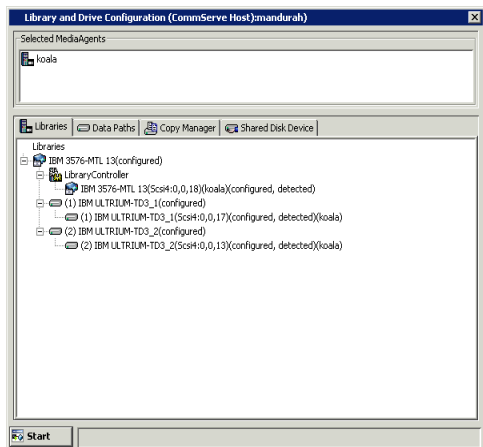 Library and Drive Configuration (CommServe Host):mandurah)
Selected MediaAgents
koala
Libraries Data Paths Copy Manager Shared Disk Device
Libraries
IBM 3576-MTL 13(configured)
LibraryController
IBM 3576-MTL 13(Scsi4:0,0,18)(koala)(configured, detected)
(1) IBM ULTRIUM-TD3_1(configured)
(1) IBM ULTRIUM-TD3_1(Scsi4:0,0,17)(configured, detected)(koala)
(2) IBM ULTRIUM-TD3_2(configured)
(2) IBM ULTRIUM-TD3_2(Scsi4:0,0,13)(configured, detected)(koala)
Start